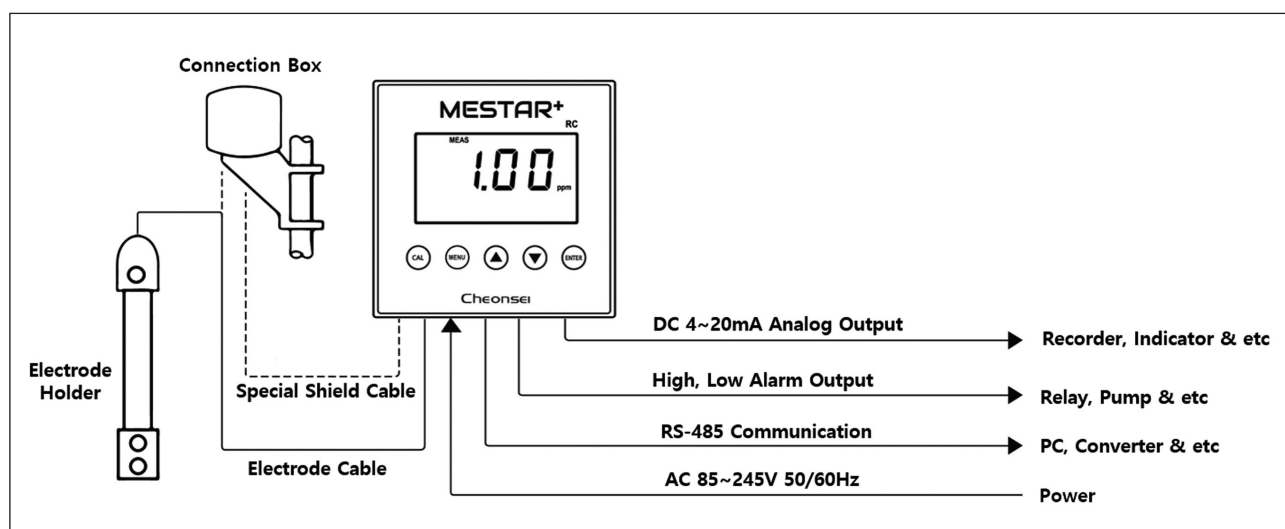 Connection Box
MESTAR+
RC
MEAS
1.00 ppm
CAL MENU ENTER
Cheonsei
Electrode
Holder
Special Shield Cable
Electrode Cable
DC 4~20mA Analog Output
Recorder, Indicator & etc
High, Low Alarm Output
Relay, Pump & etc
RS-485 Communication
PC, Converter & etc
AC 85~245V 50/60Hz
Power